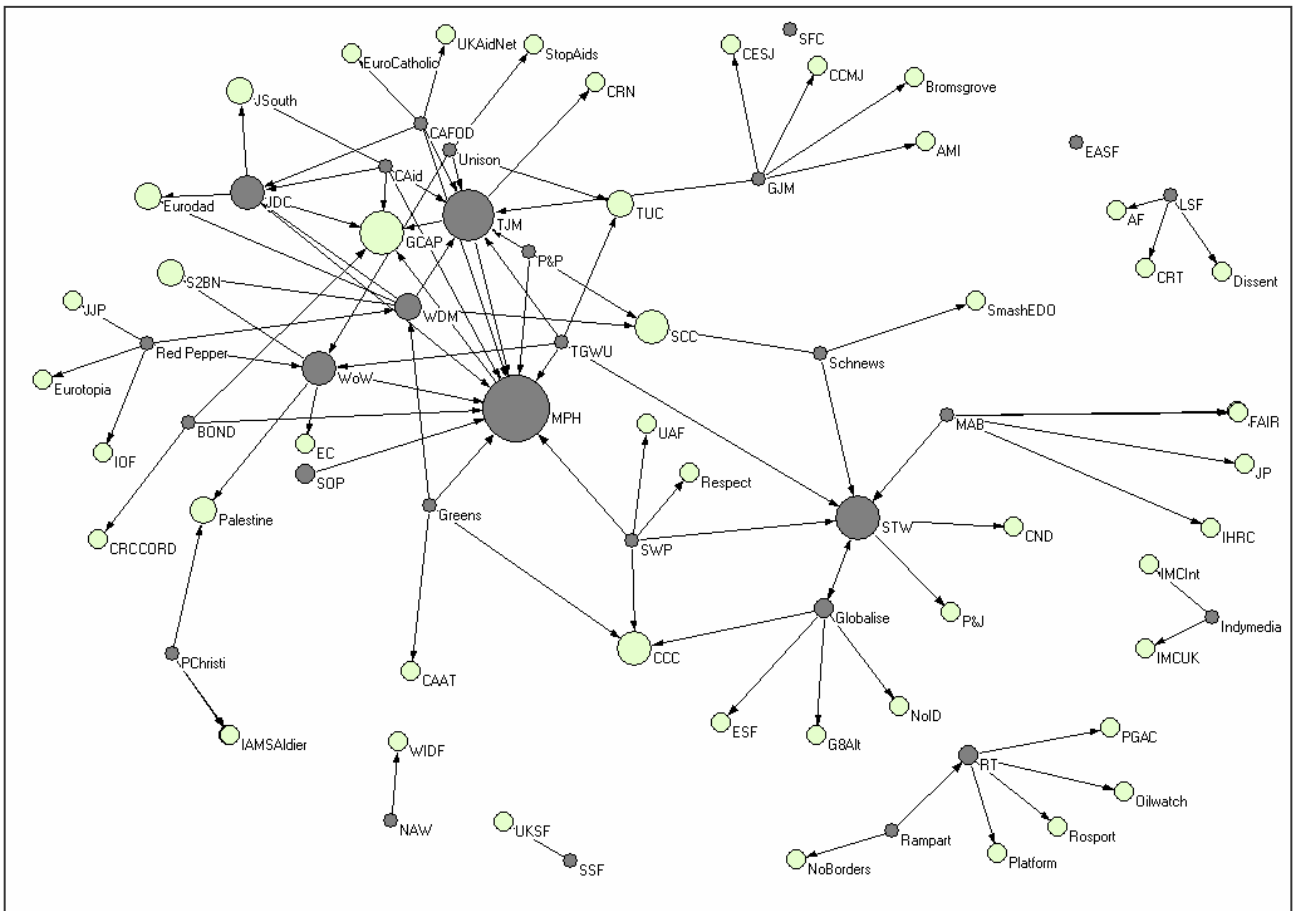 SFC
UKAidNet
CESJ
StopAids
EuroCatholic
CCMJ
Bromsgrove
CRN
JSouth
CAFOD
AMI
EASF
Unison
CAid
GJM
Eurodad
JDC
LSF
AF
TUC
TJM
GCAP
P&P
CRT
Dissent
S2BN
JJP
SmashEDO
WDM
SCC
Red Pepper
TGWU
Schnews
Eurotopia
WoW
MPH
MAB
FAIR
BOND
UAF
EC
IOF
JP
SOP
Respect
Palestine
Greens
STW
CND
IHRC
CRCCORD
SWP
IMCInt
Globalise
P&J
Indymedia
IMCUK
CCC
PChristi
CAAT
NoID
ESF
G8Alt
PGAC
IAMSAldier
WIDF
RT
Oilwatch
NAW
UKSF
Rampart
Rosport
Platform
NoBorders
SSF